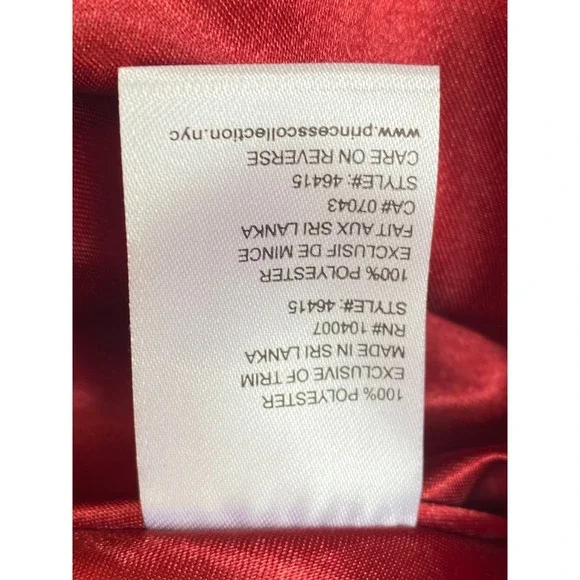 100% POLYESTER
EXCLUSIVE OF TRIM
MADE IN SRI LANKA
RN# 104007
STYLE#: 46415
100% POLYESTER
EXCLUSIF DE MINCE
FAIT AUX SRI LANKA
CA# 07043
STYLE#: 46415
CARE ON REVERSE
www.princesscollection.nyc